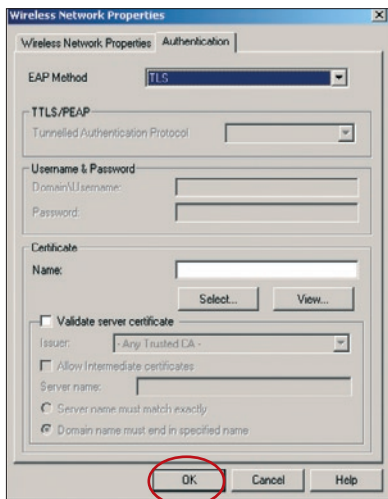 Wireless Network Properties
Wireless Network Properties Authentication
EAP Method TLS
TTLS/PEAP
Tunnelled Authentication Protocol
Username & Password
Domain\Username:
Password:
Certificate
Name:
Select... View...
Validate server certificate
Issuer: - Any Trusted CA -
Allow Intermediate certificates
Server name:
Server name must match exactly
Domain name must end in specified name
OK Cancel Help